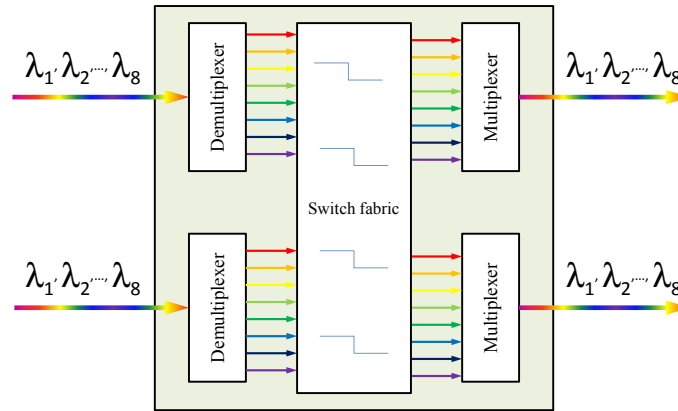 λ1, λ2,..., λ8
Demultiplexer
Multiplexer
λ1, λ2,..., λ8
Switch fabric
λ1, λ2,..., λ8
Demultiplexer
Multiplexer
λ1, λ2,..., λ8